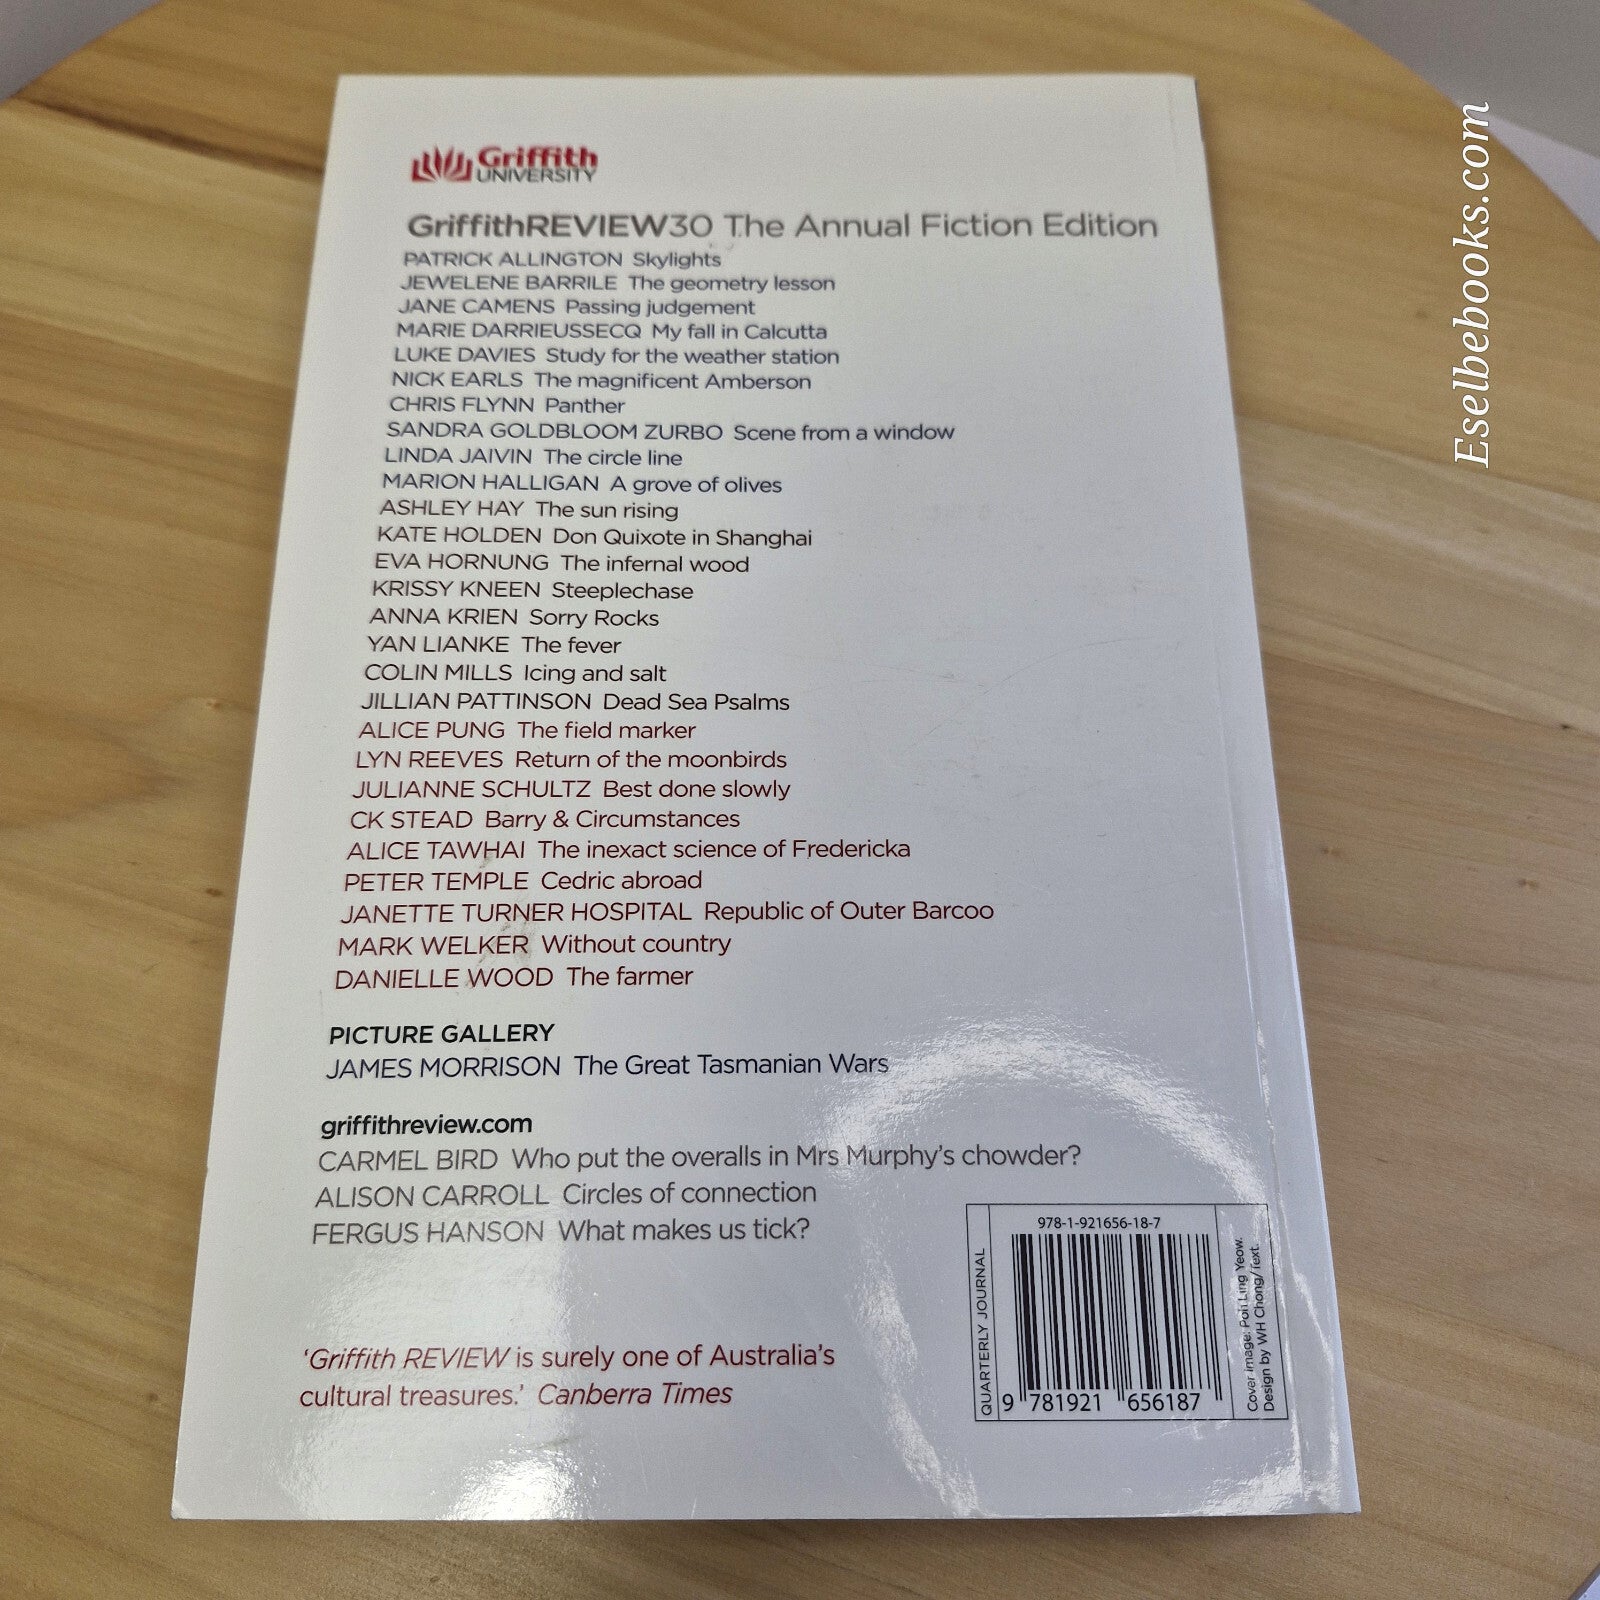 Griffith
UNIVERSITY
GriffithREVIEW30 The Annual Fiction Edition
PATRICK ALLINGTON Skylights
JEWELENE BARRILE The geometry lesson
JANE CAMENS Passing judgement
MARIE DARRIEUSSECQ My fall in Calcutta
LUKE DAVIES Study for the weather station
NICK EARLS The magnificent Amberson
CHRIS FLYNN Panther
SANDRA GOLDBLOOM ZURBO Scene from a window
LINDA JAIVIN The circle line
MARION HALLIGAN A grove of olives
ASHLEY HAY The sun rising
KATE HOLDEN Don Quixote in Shanghai
EVA HORNUNG The infernal wood
KRISSY KNEEN Steeplechase
ANNA KRIEN Sorry Rocks
YAN LIANKE The fever
COLIN MILLS Icing and salt
JILLIAN PATTINSON Dead Sea Psalms
ALICE PUNG The field marker
LYN REEVES Return of the moonbirds
JULIANNE SCHULTZ Best done slowly
CK STEAD Barry & Circumstances
ALICE TAWHAI The inexact science of Fredericka
PETER TEMPLE Cedric abroad
JANETTE TURNER HOSPITAL Republic of Outer Barcoo
MARK WELKER Without country
DANIELLE WOOD The farmer
PICTURE GALLERY
JAMES MORRISON The Great Tasmanian Wars
griffithreview.com
CARMEL BIRD Who put the overalls in Mrs Murphy's chowder?
ALISON CARROLL Circles of connection
FERGUS HANSON What makes us tick?
'Griffith REVIEW is surely one of Australia's
cultural treasures.' Canberra Times
QUARTERLY JOURNAL
978-1-921656-18-7
9 781921 656187
Cover image: Poh Ling Yeow.
Design by WH Chong/Text.
Eselbebooks.com